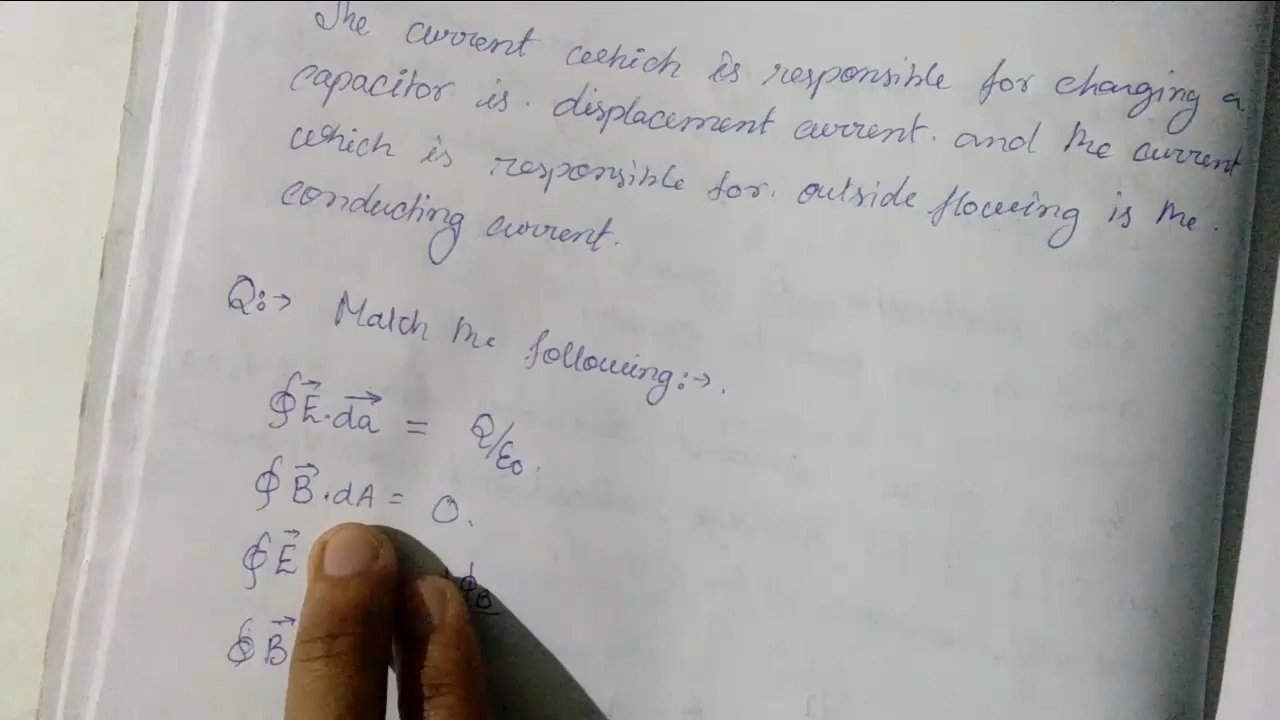 The current which is responsible for charging a
capacitor is. displacement current. and the current
which is responsible for. outside flowing is the.
conducting current.
Q:→ Match the following:→.
∮E⃗.da⃗ = Q/ε0.
∮B⃗.dA = 0.
∮E⃗ dϕB
∮B⃗